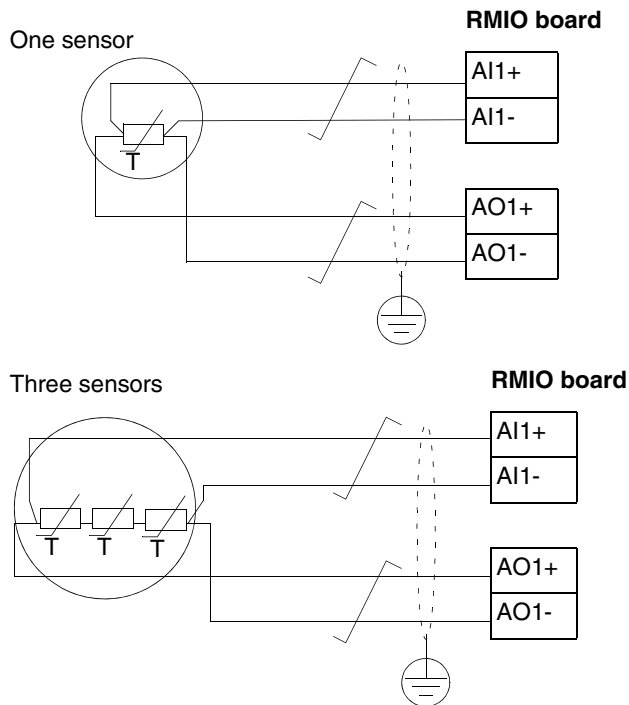 RMIO board
One sensor
AI1+
AI1-
T
AO1+
AO1-
Three sensors
RMIO board
AI1+
AI1-
T T T
AO1+
AO1-